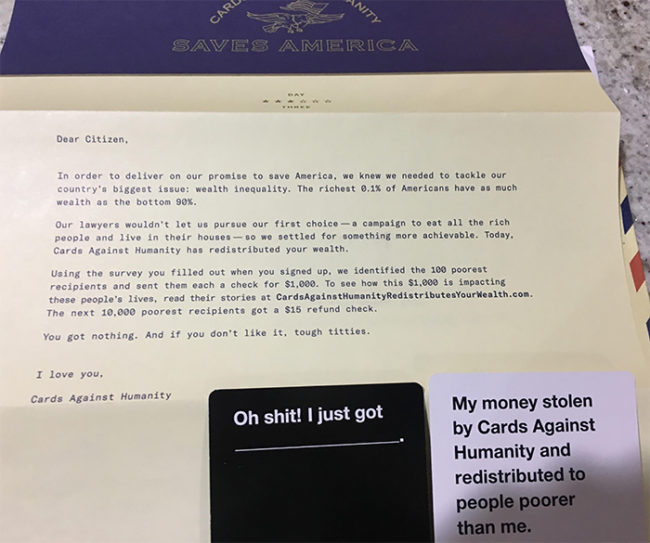 CARDS ANITY
SAVES AMERICA
DAY
THREE
Dear Citizen,
In order to deliver on our promise to save America, we knew we needed to tackle our
country's biggest issue: wealth inequality. The richest 0.1% of Americans have as much
wealth as the bottom 90%.
Our lawyers wouldn't let us pursue our first choice—a campaign to eat all the rich
people and live in their houses—so we settled for something more achievable. Today,
Cards Against Humanity has redistributed your wealth.
Using the survey you filled out when you signed up, we identified the 100 poorest
recipients and sent them each a check for $1,000. To see how this $1,000 is impacting
these people's lives, read their stories at CardsAgainstHumanityRedistributesYourWealth.com.
The next 10,000 poorest recipients got a $15 refund check.
You got nothing. And if you don't like it, tough titties.
I love you,
Cards Against Humanity
Oh shit! I just got
____________.
My money stolen
by Cards Against
Humanity and
redistributed to
people poorer
than me.